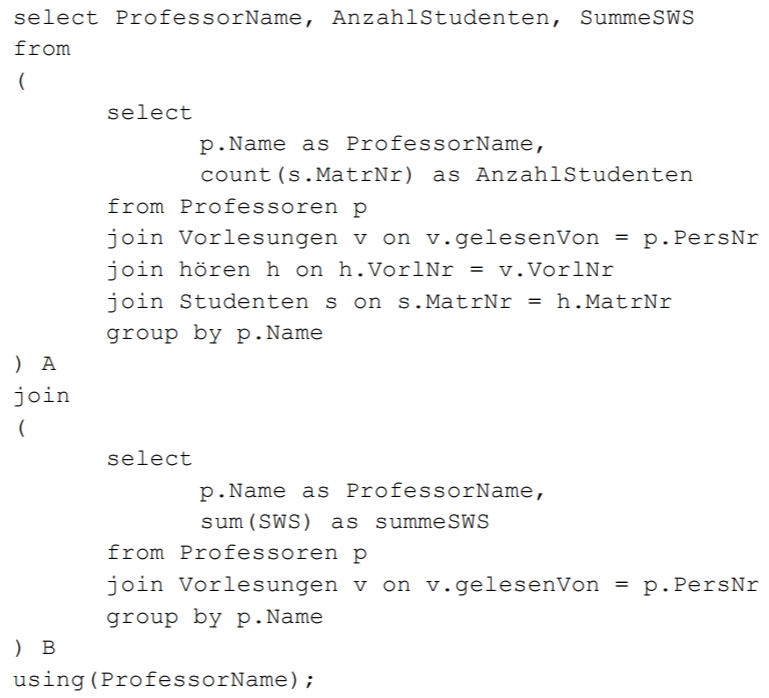 select ProfessorName, AnzahlStudenten, SummeSWS
from
(
select
p.Name as ProfessorName,
count(s.MatrNr) as AnzahlStudenten
from Professoren p
join Vorlesungen v on v.gelesenVon = p.PersNr
join hören h on h.VorlNr = v.VorlNr
join Studenten s on s.MatrNr = h.MatrNr
group by p.Name
) A
join
(
select
p.Name as ProfessorName,
sum(SWS) as summeSWS
from Professoren p
join Vorlesungen v on v.gelesenVon = p.PersNr
group by p.Name
) B
using(ProfessorName);